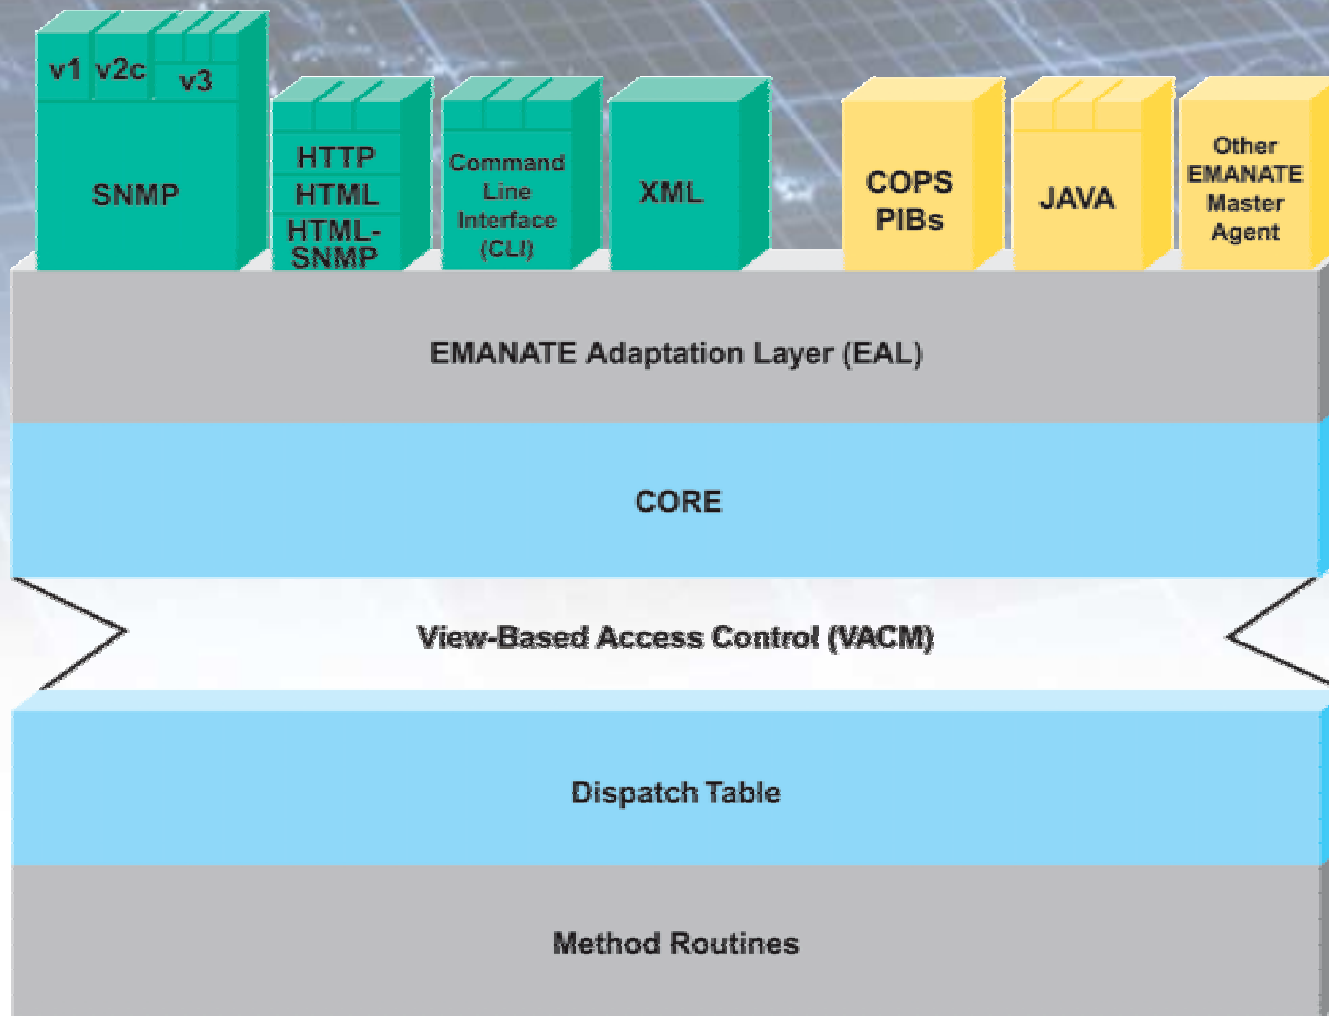 v1 v2c
v3
SNMP
HTTP
HTML
HTML-
SNMP
Command
Line
Interface
(CLI)
XML
COPS
PIBs
JAVA
Other
EMANATE
Master
Agent
EMANATE Adaptation Layer (EAL)
CORE
View-Based Access Control (VACM)
Dispatch Table
Method Routines